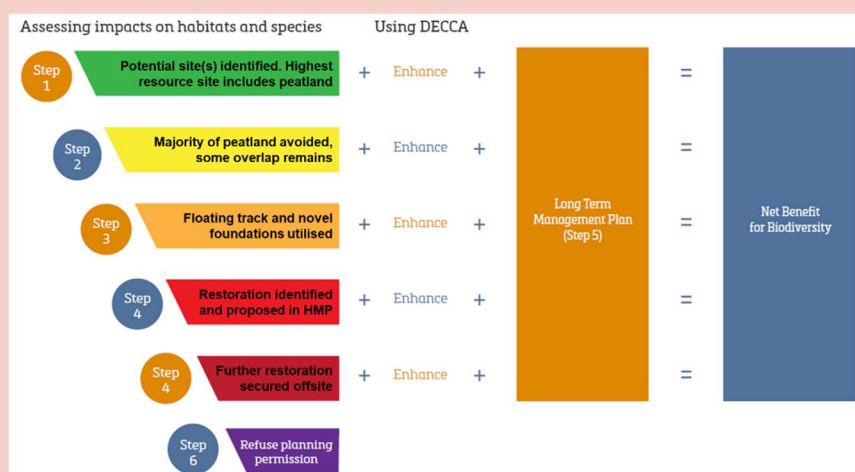 Assessing impacts on habitats and species
Using DECCA
Step
1
Potential site(s) identified. Highest
resource site includes peatland
+ Enhance + =
Step
2
Majority of peatland avoided,
some overlap remains
+ Enhance + =
Step
3
Floating track and novel
foundations utilised
+ Enhance + =
Step
4
Restoration identified
and proposed in HMP
+ Enhance + =
Step
4
Further restoration
secured offsite
+ Enhance + =
Step
6
Refuse planning
permission
Long Term
Management Plan
(Step 5)
Net Benefit
for Biodiversity